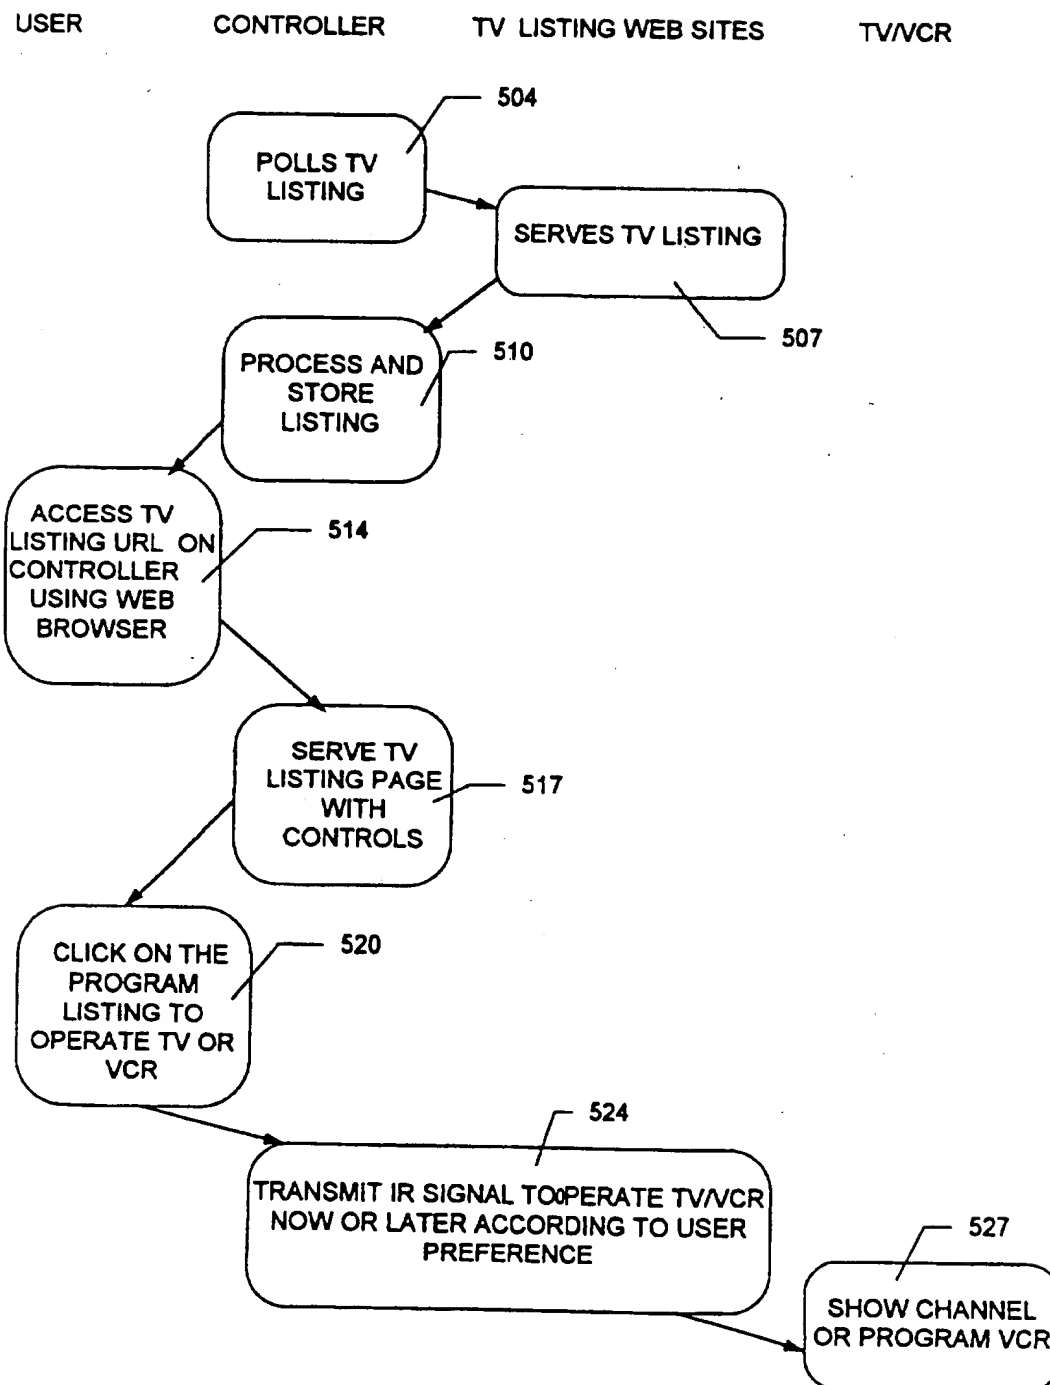 USER CONTROLLER TV LISTING WEB SITES TV/VCR
504
POLLS TV
LISTING
SERVES TV LISTING
507
PROCESS AND
STORE
LISTING
510
ACCESS TV
LISTING URL ON
CONTROLLER
USING WEB
BROWSER
514
SERVE TV
LISTING PAGE
WITH
CONTROLS
517
CLICK ON THE
PROGRAM
LISTING TO
OPERATE TV OR
VCR
520
524
TRANSMIT IR SIGNAL TO OPERATE TV/VCR
NOW OR LATER ACCORDING TO USER
PREFERENCE
527
SHOW CHANNEL
OR PROGRAM VCR